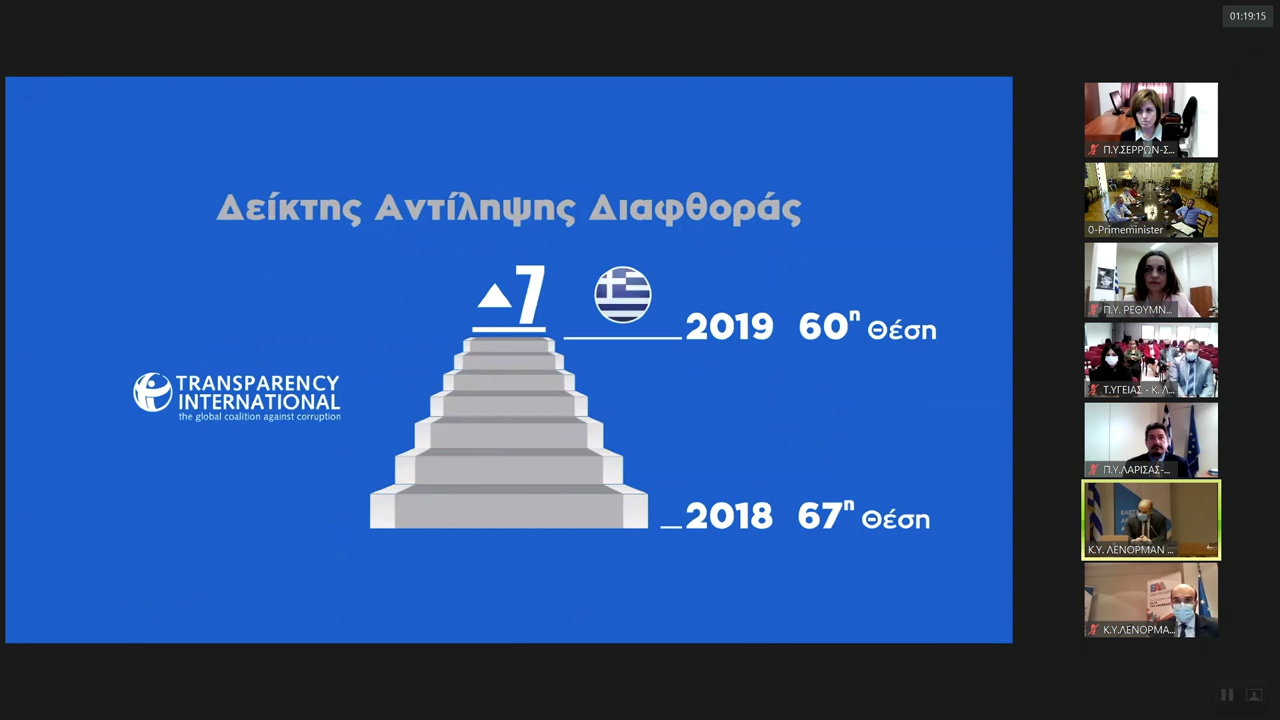 01:19:15
Δείκτης Αντίληψης Διαφθοράς
7
2019 60η Θέση
TRANSPARENCY
INTERNATIONAL
the global coalition against corruption
2018 67η Θέση
Π.Υ.ΣΕΡΡΩΝ-Σ...
0-Primeminister
Π.Υ. ΡΕΘΥΜΝ...
Τ.ΥΓΕΙΑΣ - Κ. Λ...
Π.Υ.ΛΑΡΙΣΑΣ-...
Κ.Υ. ΛΕΝΟΡΜΑΝ ...
Κ.Υ.ΛΕΝΟΡΜΑ...